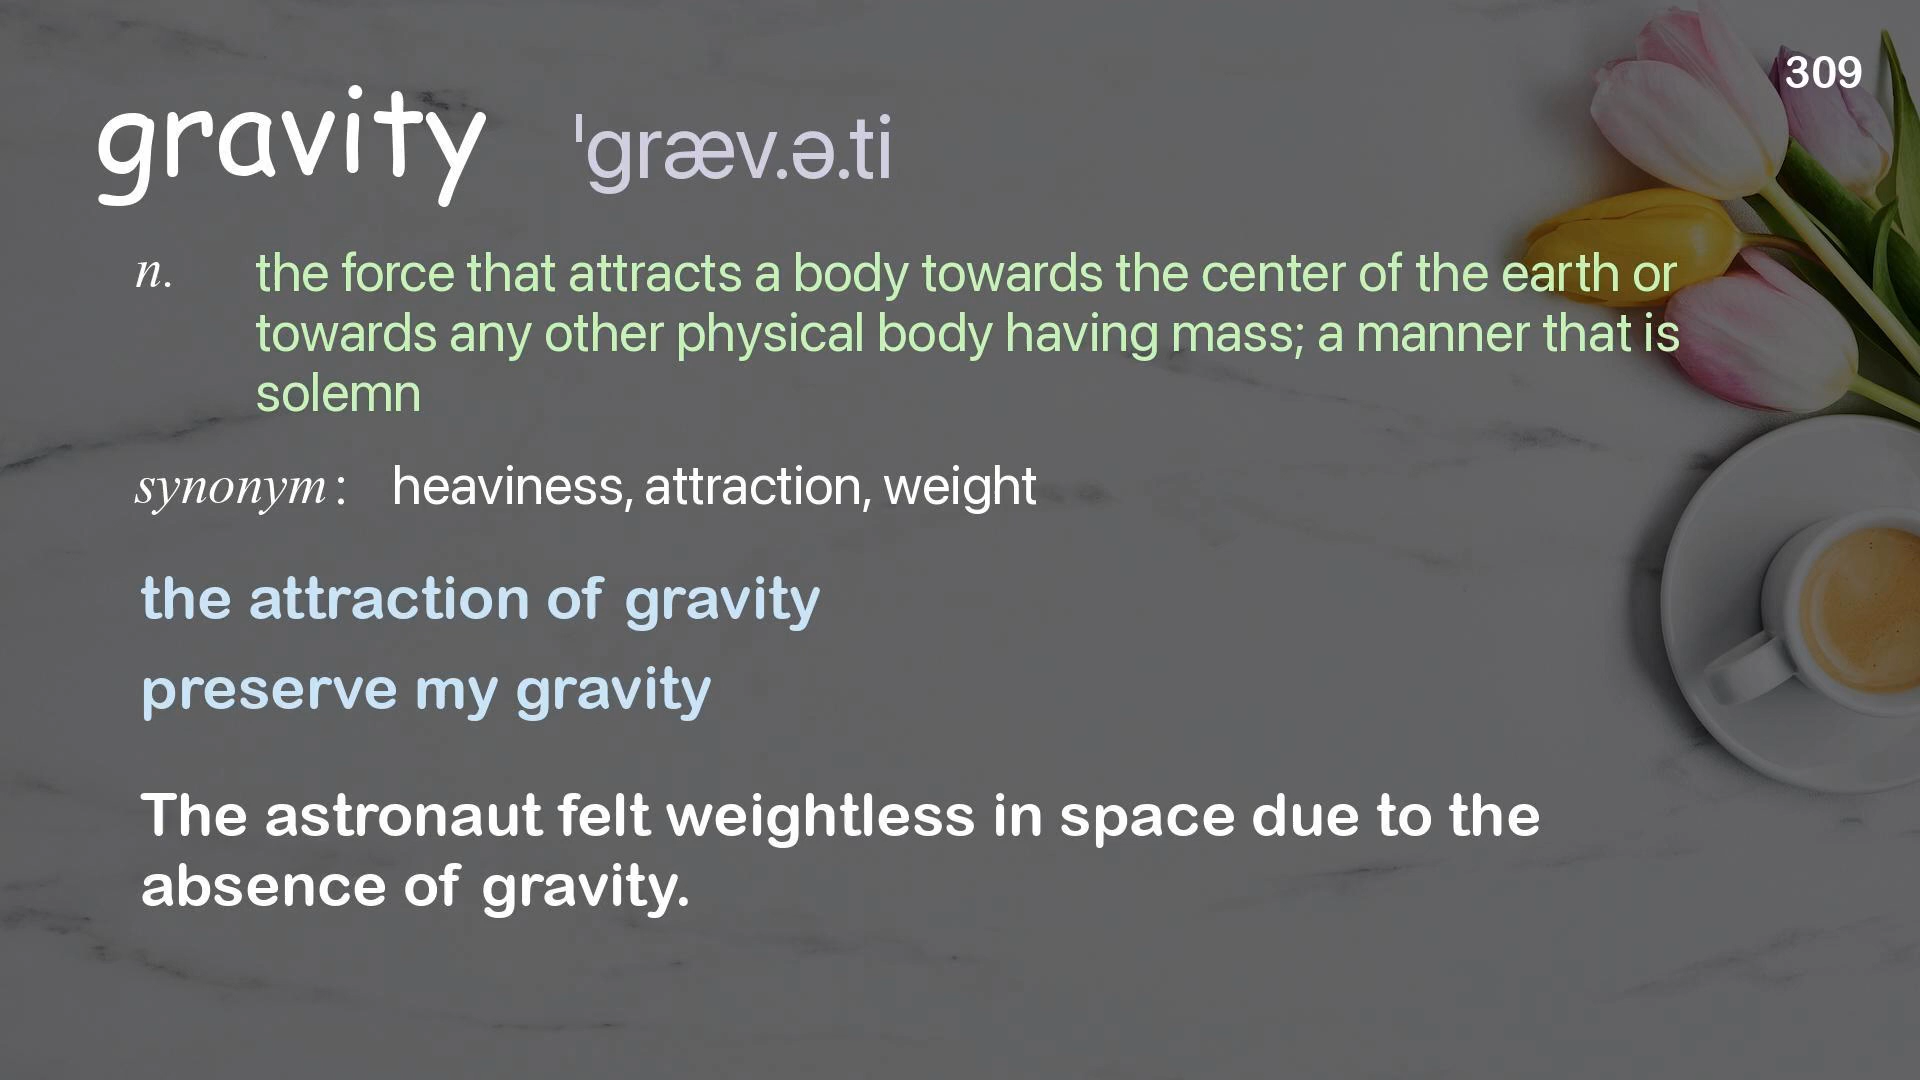 309
gravity ˈɡræv.ə.ti
n. the force that attracts a body towards the center of the earth or
towards any other physical body having mass; a manner that is
solemn
synonym: heaviness, attraction, weight
the attraction of gravity
preserve my gravity
The astronaut felt weightless in space due to the
absence of gravity.